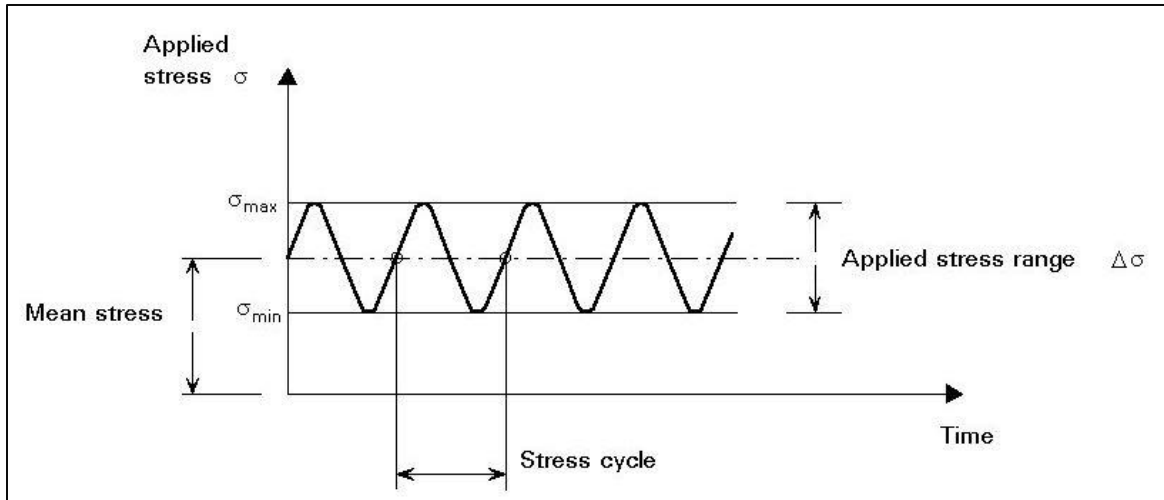 Applied
stress σ
σmax
Applied stress range Δσ
Mean stress
σmin
Time
Stress cycle